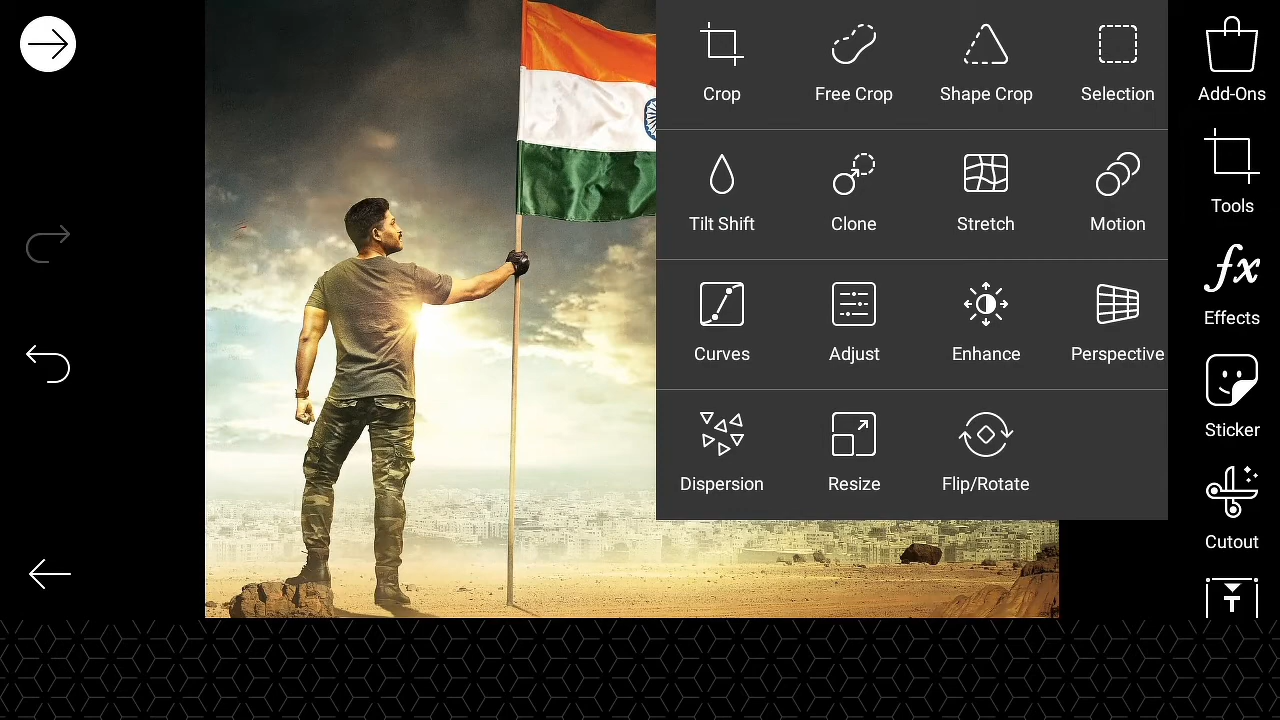 Crop
Free Crop
Shape Crop
Selection
Tilt Shift
Clone
Stretch
Motion
Curves
Adjust
Enhance
Perspective
Dispersion
Resize
Flip/Rotate
Add-Ons
Tools
fx
Effects
Sticker
Cutout
T